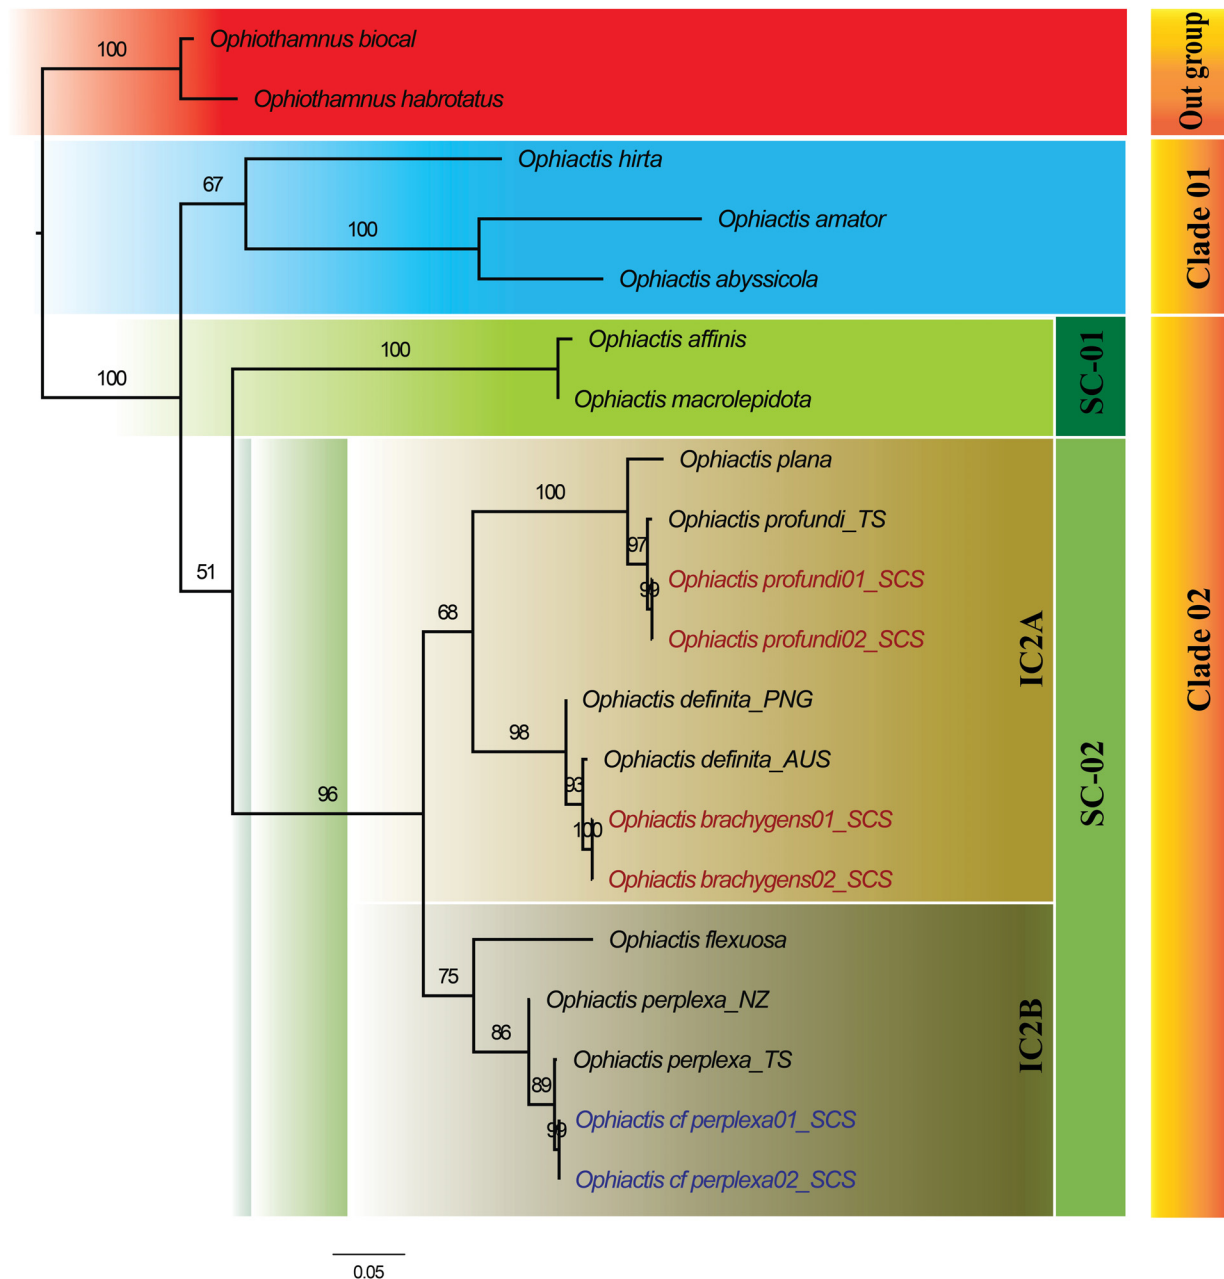 100
Ophiothamnus biocal
Ophiothamnus habrotatus
Out group
67
Ophiactis hirta
100
Ophiactis amator
Ophiactis abyssicola
Clade 01
100
100
Ophiactis affinis
Ophiactis macrolepidota
SC-01
51
96
68
100
Ophiactis plana
97
Ophiactis profundi_TS
99
Ophiactis profundi01_SCS
Ophiactis profundi02_SCS
98
Ophiactis definita_PNG
93
Ophiactis definita_AUS
100
Ophiactis brachygens01_SCS
Ophiactis brachygens02_SCS
IC2A
75
Ophiactis flexuosa
86
Ophiactis perplexa_NZ
89
Ophiactis perplexa_TS
99
Ophiactis cf perplexa01_SCS
Ophiactis cf perplexa02_SCS
IC2B
SC-02
Clade 02
0.05